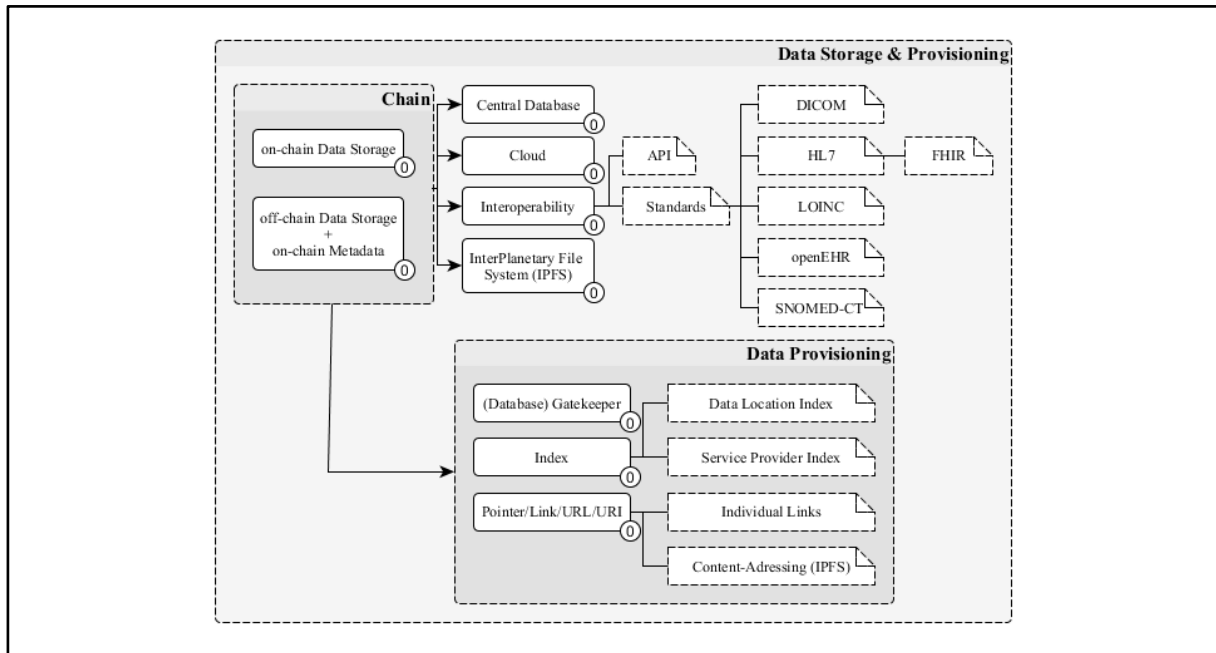 Data Storage & Provisioning
Chain
on-chain Data Storage
0
off-chain Data Storage
+
on-chain Metadata
0
Central Database
0
Cloud
0
Interoperability
0
InterPlanetary File
System (IPFS)
0
API
Standards
DICOM
HL7
FHIR
LOINC
openEHR
SNOMED-CT
Data Provisioning
(Database) Gatekeeper
0
Index
0
Pointer/Link/URL/URI
0
Data Location Index
Service Provider Index
Individual Links
Content-Adressing (IPFS)